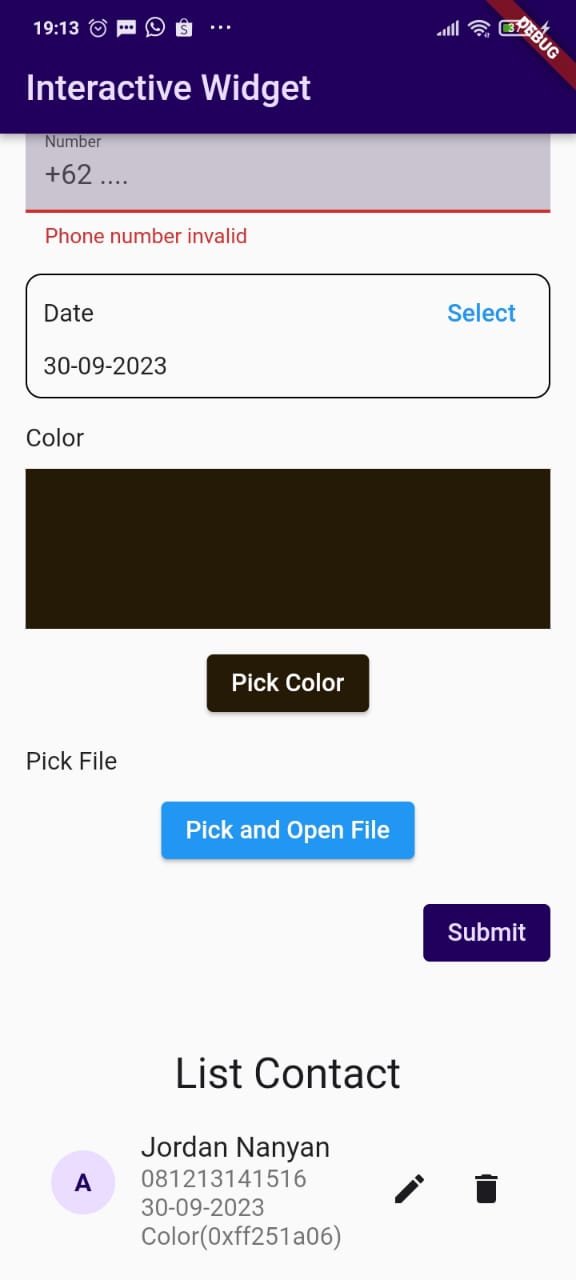 19:13
37
DEBUG
Interactive Widget
Number
+62 ....
Phone number invalid
Date
Select
30-09-2023
Color
Pick Color
Pick File
Pick and Open File
Submit
List Contact
A
Jordan Nanyan
081213141516
30-09-2023
Color(0xff251a06)